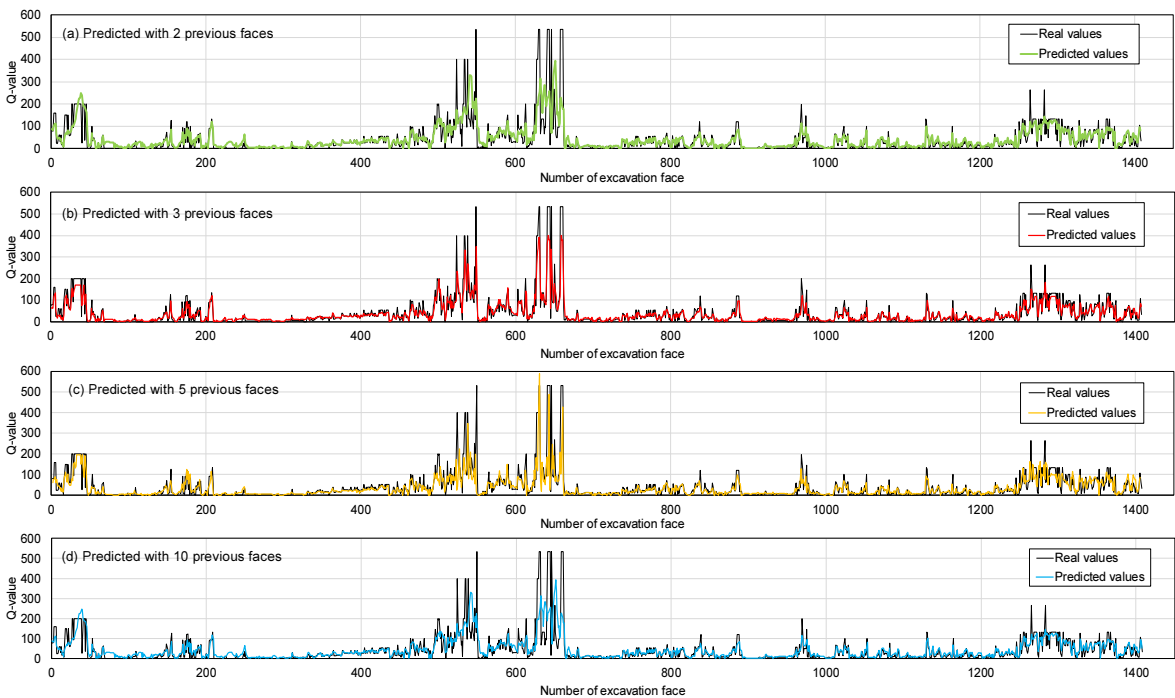 (a) Predicted with 2 previous faces
Real values
Predicted values
Q-value
600
500
400
300
200
100
0
0 200 400 600 800 1000 1200 1400
Number of excavation face
(b) Predicted with 3 previous faces
Real values
Predicted values
Q-value
600
500
400
300
200
100
0
0 200 400 600 800 1000 1200 1400
Number of excavation face
(c) Predicted with 5 previous faces
Real values
Predicted values
Q-value
600
500
400
300
200
100
0
0 200 400 600 800 1000 1200 1400
Number of excavation face
(d) Predicted with 10 previous faces
Real values
Predicted values
Q-value
600
500
400
300
200
100
0
0 200 400 600 800 1000 1200 1400
Number of excavation face